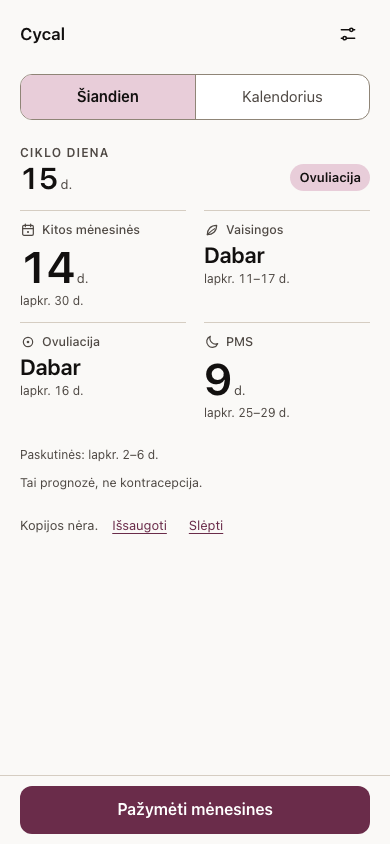 Cycal
Šiandien
Kalendorius
CIKLO DIENA
15 d.
Ovuliacija
Kitos mėnesinės
14 d.
lapkr. 30 d.
Vaisingos
Dabar
lapkr. 11–17 d.
Ovuliacija
Dabar
lapkr. 16 d.
PMS
9 d.
lapkr. 25–29 d.
Paskutinės: lapkr. 2–6 d.
Tai prognozė, ne kontracepcija.
Kopijos nėra. Išsaugoti Slėpti
Pažymėti mėnesines